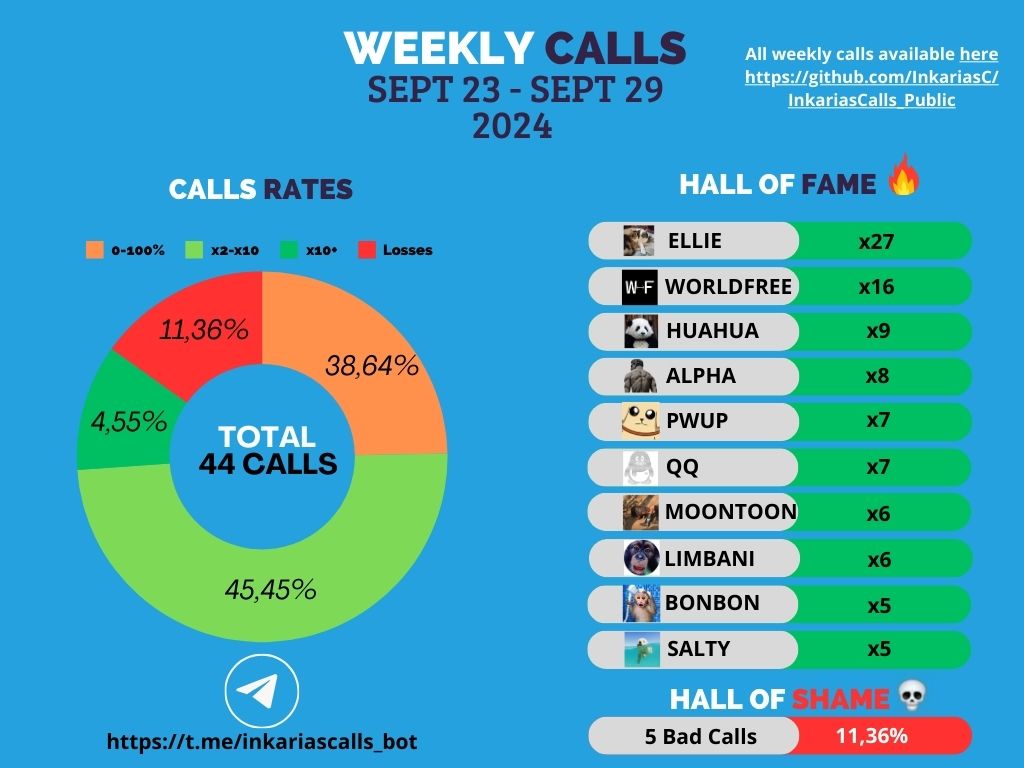 WEEKLY CALLS
SEPT 23 - SEPT 29
2024
All weekly calls available here
https://github.com/InkariasC/
InkariasCalls_Public
CALLS RATES
0-100% x2-x10 x10+ Losses
11,36%
38,64%
4,55%
TOTAL
44 CALLS
45,45%
https://t.me/inkariascalls_bot
HALL OF FAME 🔥
ELLIE x27
W-F WORLDFREE x16
HUAHUA x9
ALPHA x8
PWUP x7
QQ x7
MOONTOON x6
LIMBANI x6
BONBON x5
SALTY x5
HALL OF SHAME 💀
5 Bad Calls 11,36%